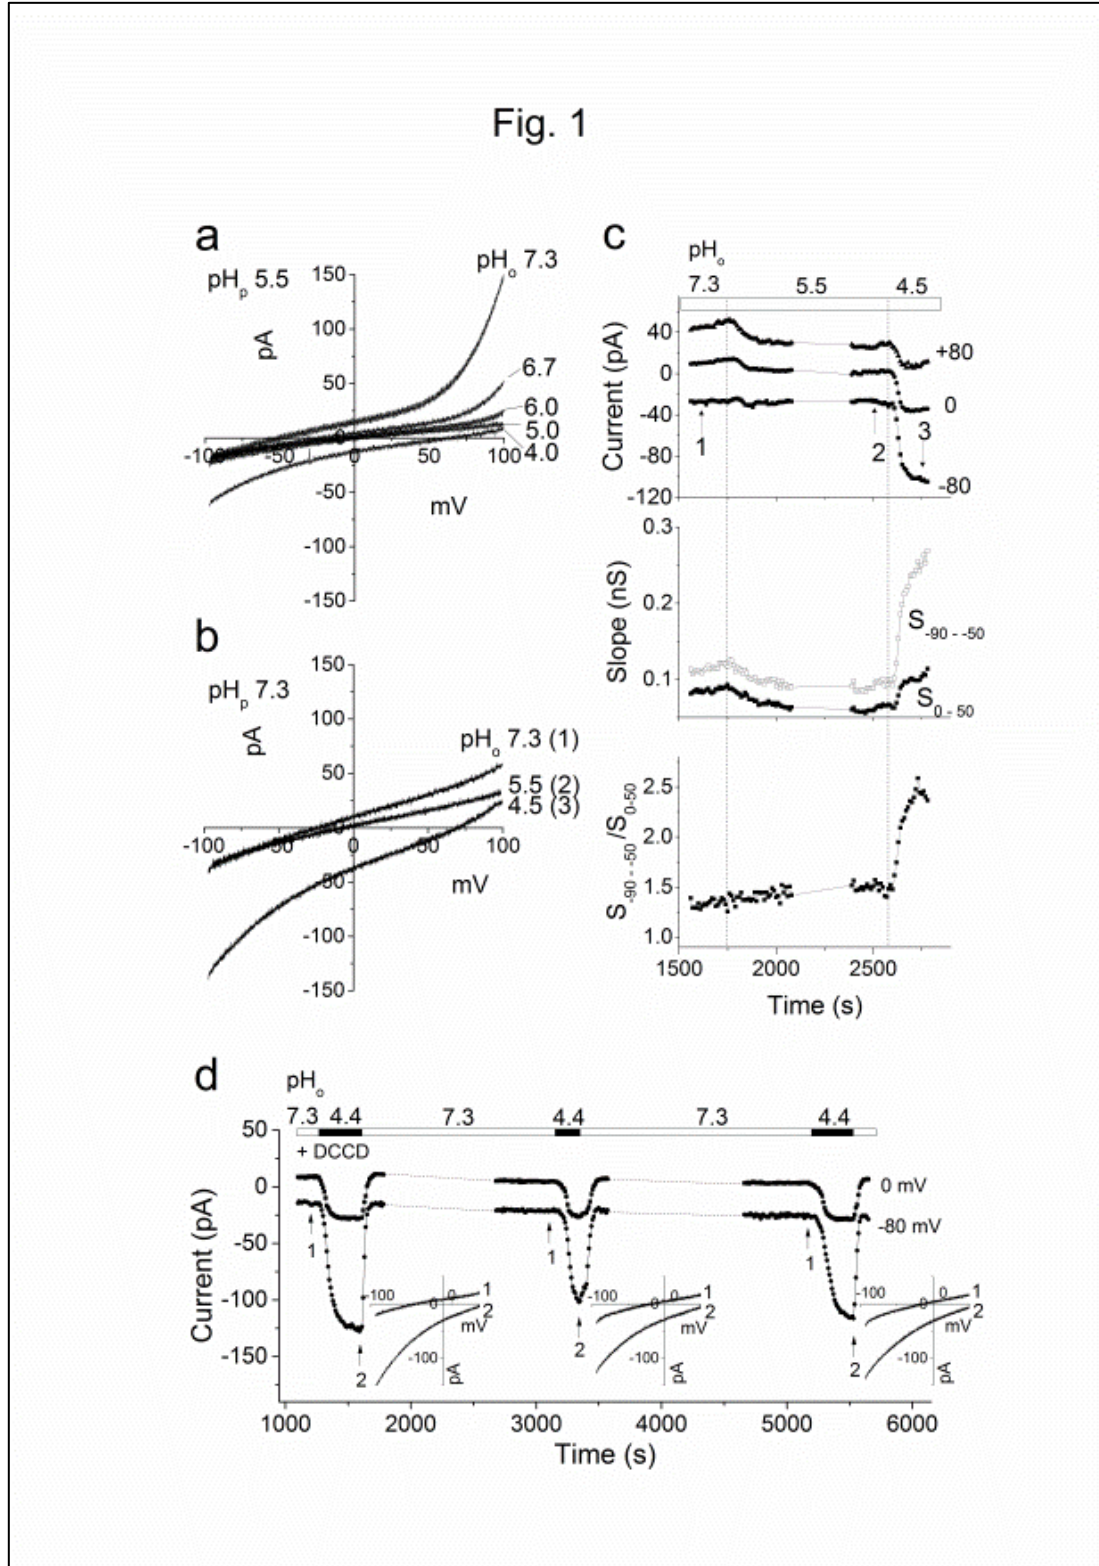 Fig. 1
a
pHp 5.5
pA
pHo 7.3
150
100
50
6.7
6.0
5.0
4.0
-100
-50
0
0
50
100
mV
-50
-100
-150
b
pHp 7.3
pA
pHo 7.3 (1)
5.5 (2)
4.5 (3)
150
100
50
0
-100
-50
0
50
100
mV
-50
-100
-150
c
pHo
7.3 5.5 4.5
Current (pA)
40
0
-40
-80
-120
+80
0
-80
1 2 3
Slope (nS)
0.3
0.2
0.1
S-90 - -50
S0 - 50
S-90 - -50/S0-50
2.5
2.0
1.5
1.0
1500 2000 2500
Time (s)
d
pHo
7.3 4.4 7.3 4.4 7.3 4.4
+ DCCD
Current (pA)
50
0
-50
-100
-150
0 mV
-80 mV
1 1 1
2 2 2
-100 0 0 1
2
mV
-100
pA
-100 0 0 1
2
mV
-100
pA
-100 0 0 1
2
mV
-100
pA
1000 2000 3000 4000 5000 6000
Time (s)